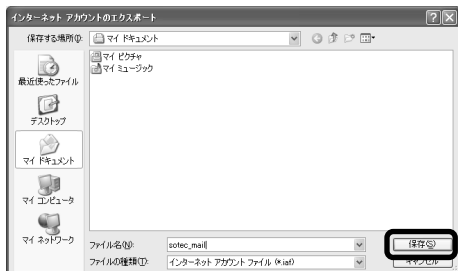 インターネット アカウントのエクスポート
保存する場所(I): マイ ドキュメント
マイ ピクチャ
マイ ミュージック
最近使ったファイル
デスクトップ
マイ ドキュメント
マイ コンピュータ
マイ ネットワーク
ファイル名(N): sotec_mail 保存(S)
ファイルの種類(T): インターネット アカウント ファイル (*.iaf) キャンセル